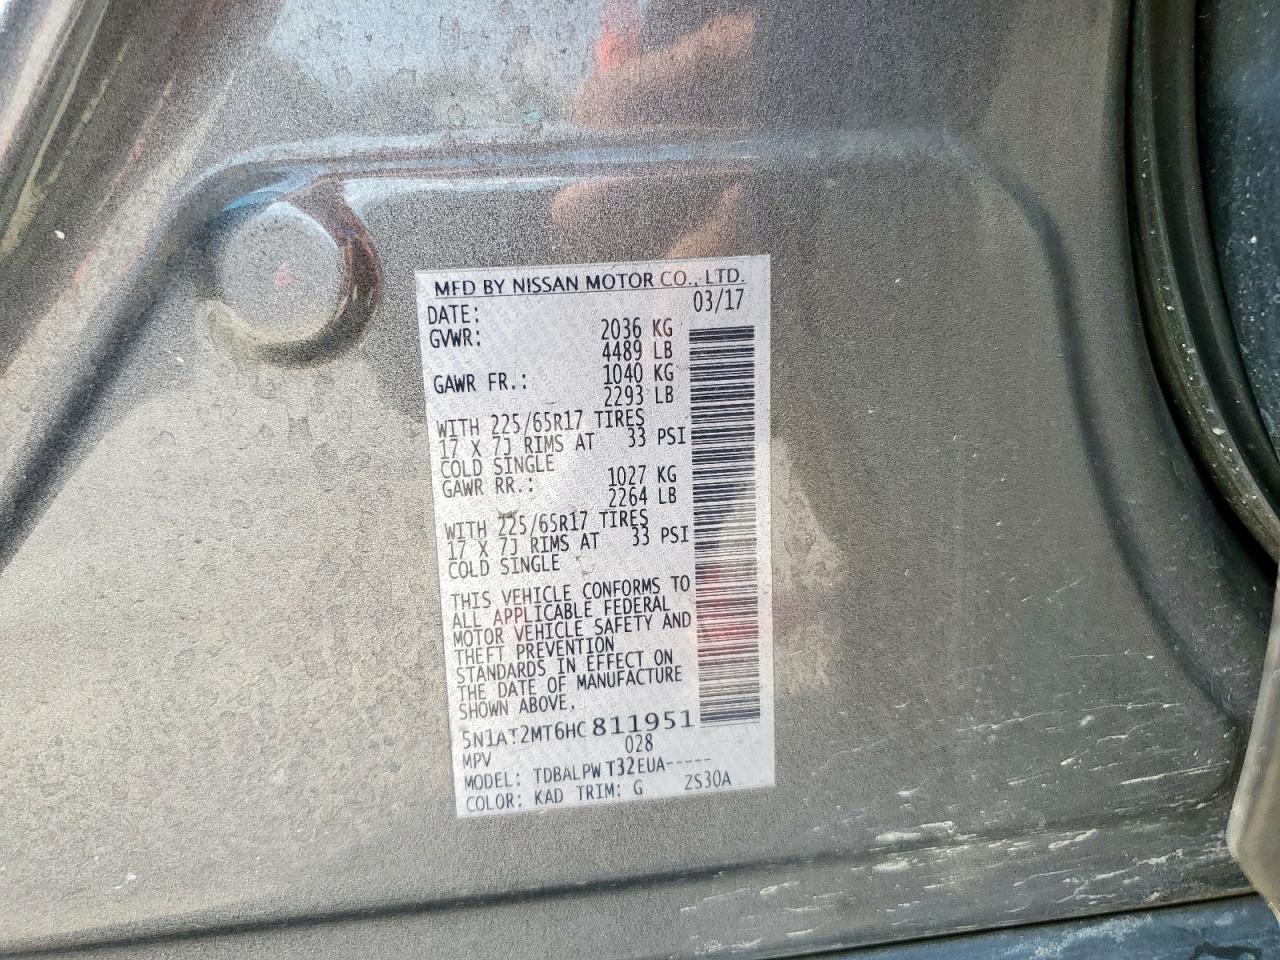 MFD BY NISSAN MOTOR CO., LTD.
DATE: 03/17
GVWR: 2036 KG
4489 LB
GAWR FR.: 1040 KG
2293 LB
WITH 225/65R17 TIRES
17 X 7J RIMS AT 33 PSI
COLD SINGLE
GAWR RR.: 1027 KG
2264 LB
WITH 225/65R17 TIRES
17 X 7J RIMS AT 33 PSI
COLD SINGLE
THIS VEHICLE CONFORMS TO
ALL APPLICABLE FEDERAL
MOTOR VEHICLE SAFETY AND
THEFT PREVENTION
STANDARDS IN EFFECT ON
THE DATE OF MANUFACTURE
SHOWN ABOVE.
5N1AT2MT6HC811951
MPV 028
MODEL: TDBALPWT32EUA-----
COLOR: KAD TRIM: G ZS30A